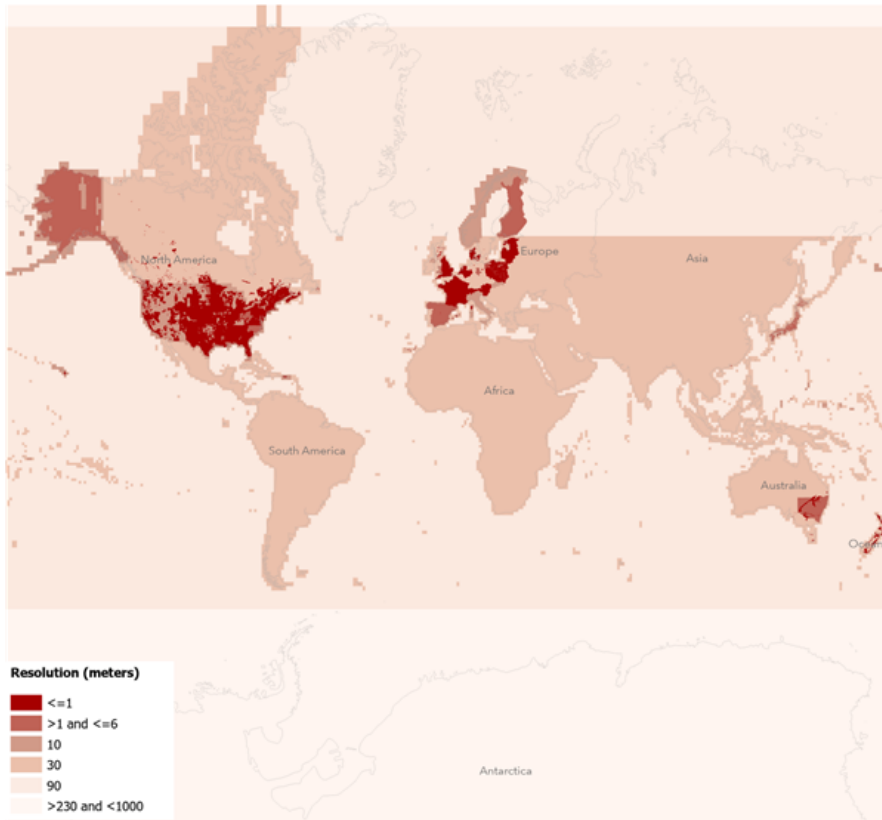 North America
Europe
Asia
Africa
South America
Australia
Ocean
Resolution (meters)
<=1
>1 and <=6
10
30
90
>230 and <1000
Antarctica